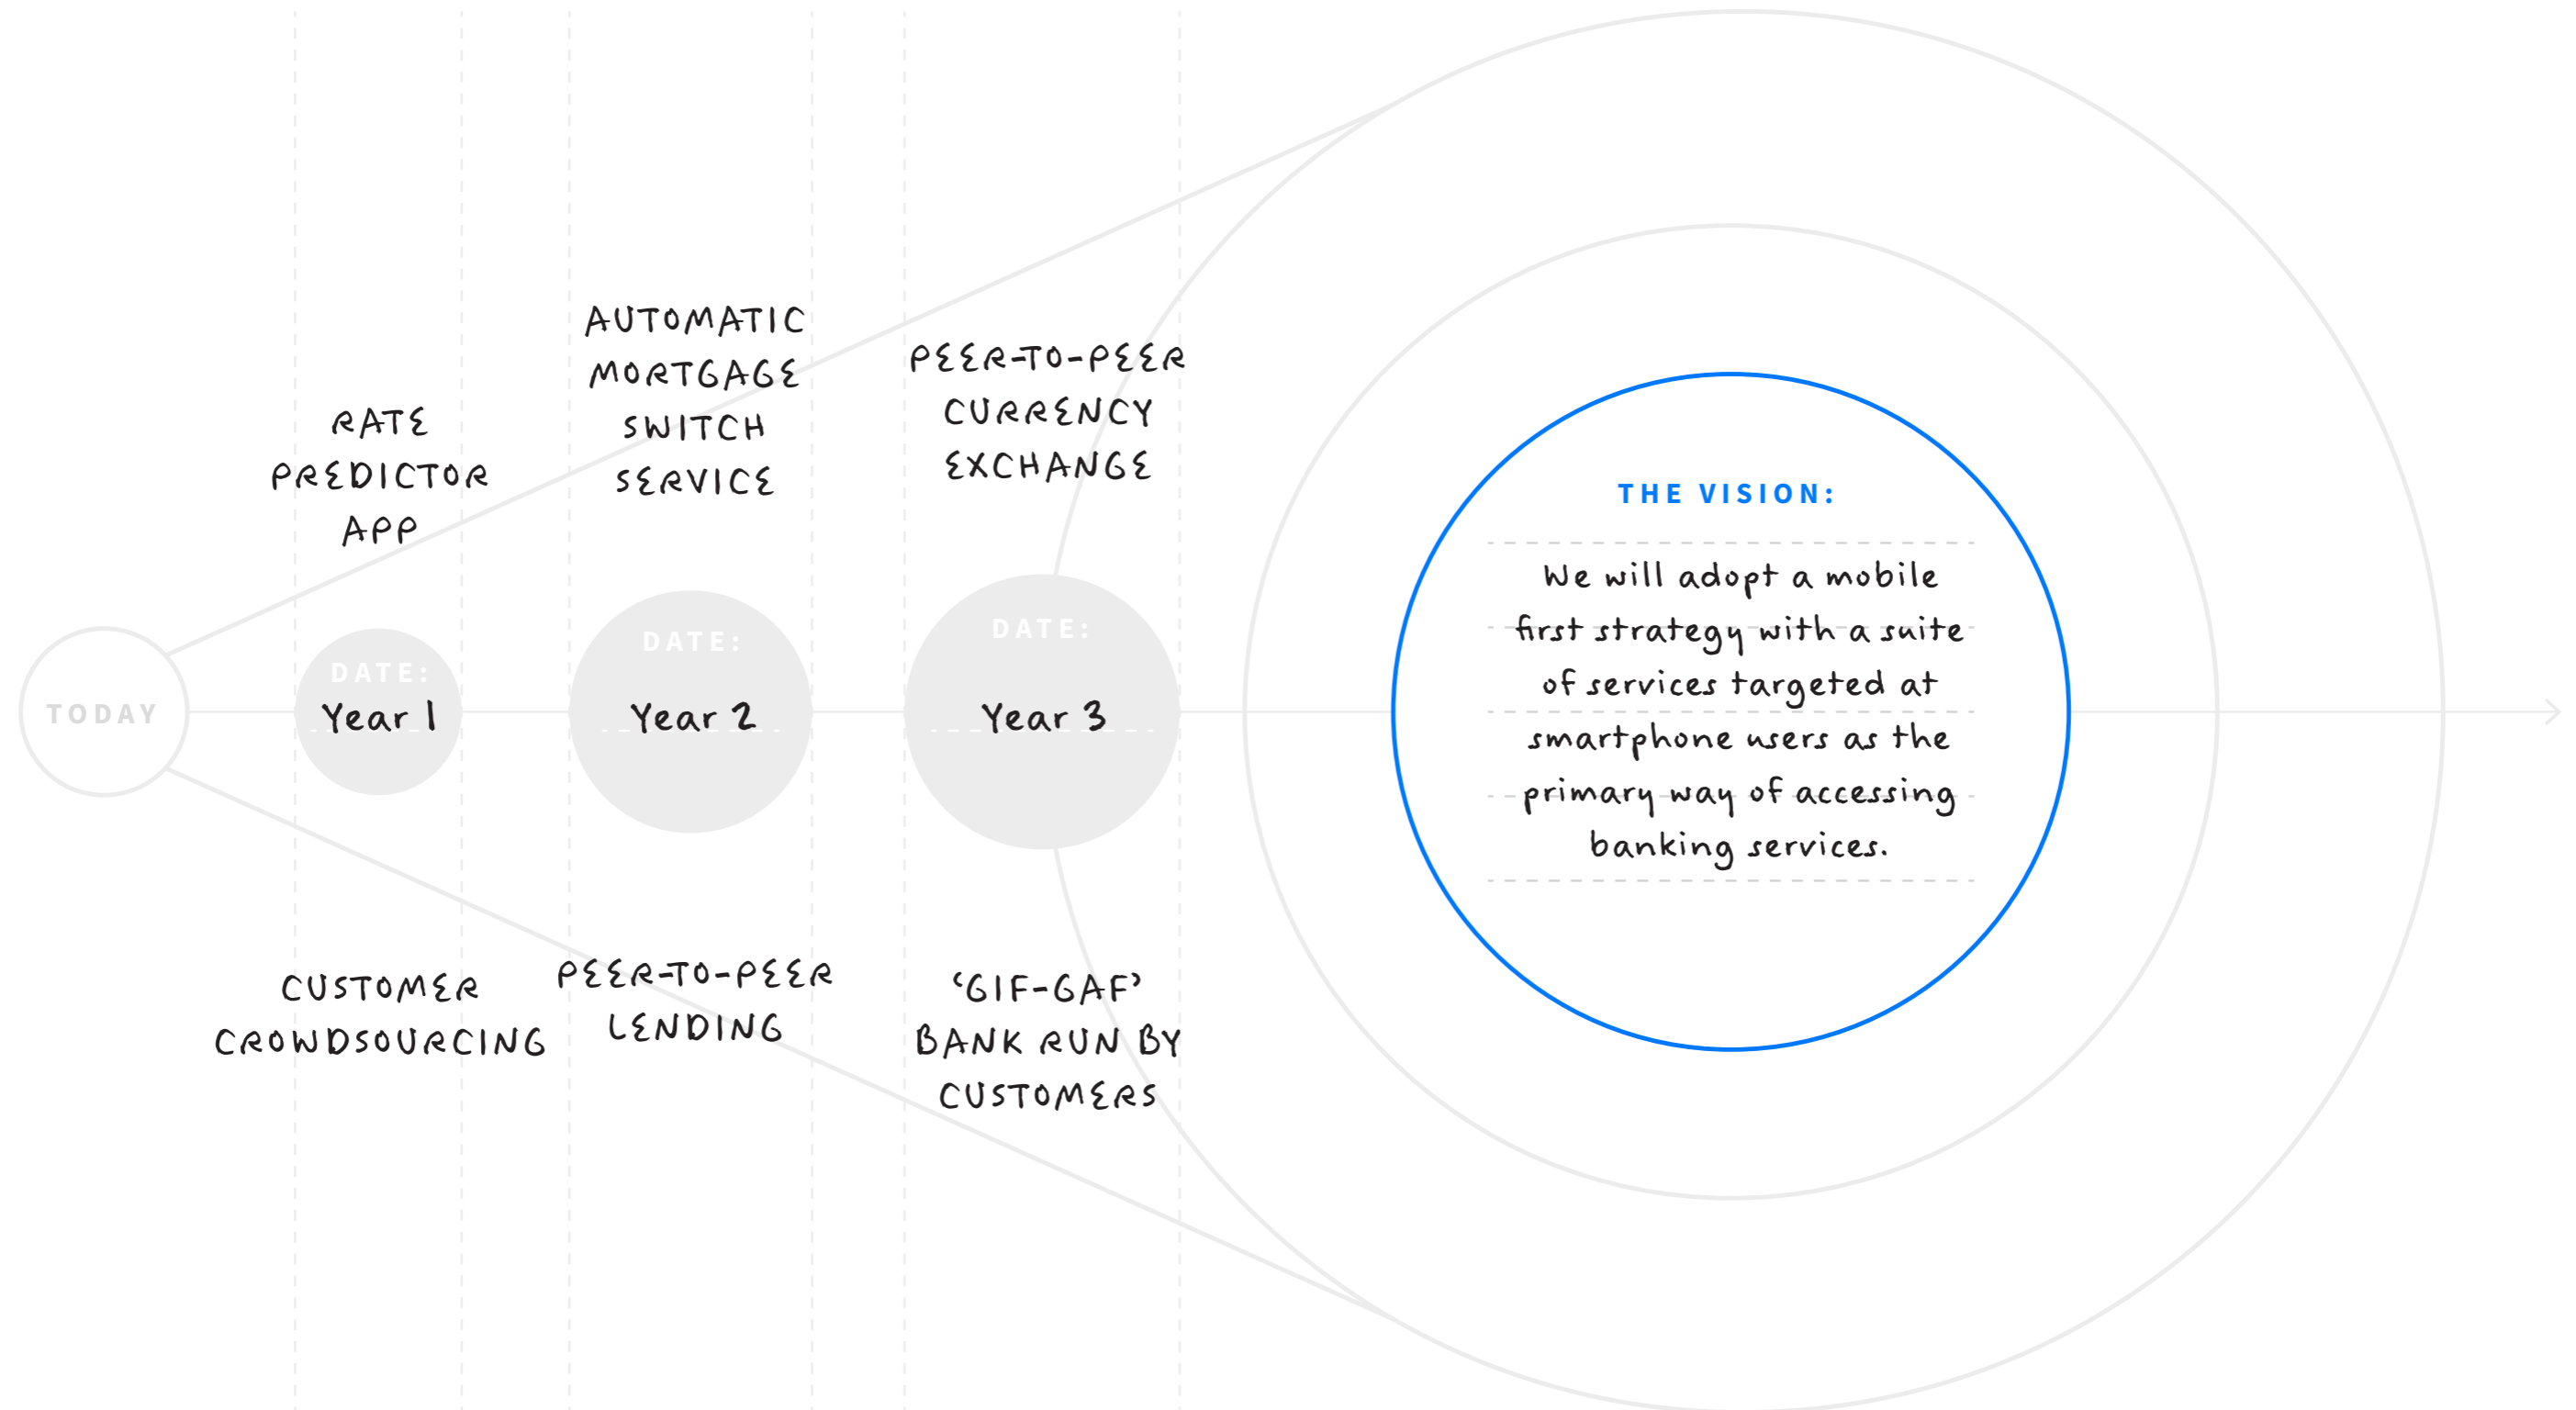 TODAY
RATE
PREDICTOR
APP
DATE:
Year 1
CUSTOMER
CROWDSOURCING
AUTOMATIC
MORTGAGE
SWITCH
SERVICE
DATE:
Year 2
PEER-TO-PEER
LENDING
PEER-TO-PEER
CURRENCY
EXCHANGE
DATE:
Year 3
‘GIF-GAF’
BANK RUN BY
CUSTOMERS
THE VISION:
We will adopt a mobile
first strategy with a suite
of services targeted at
smartphone users as the
primary way of accessing
banking services.